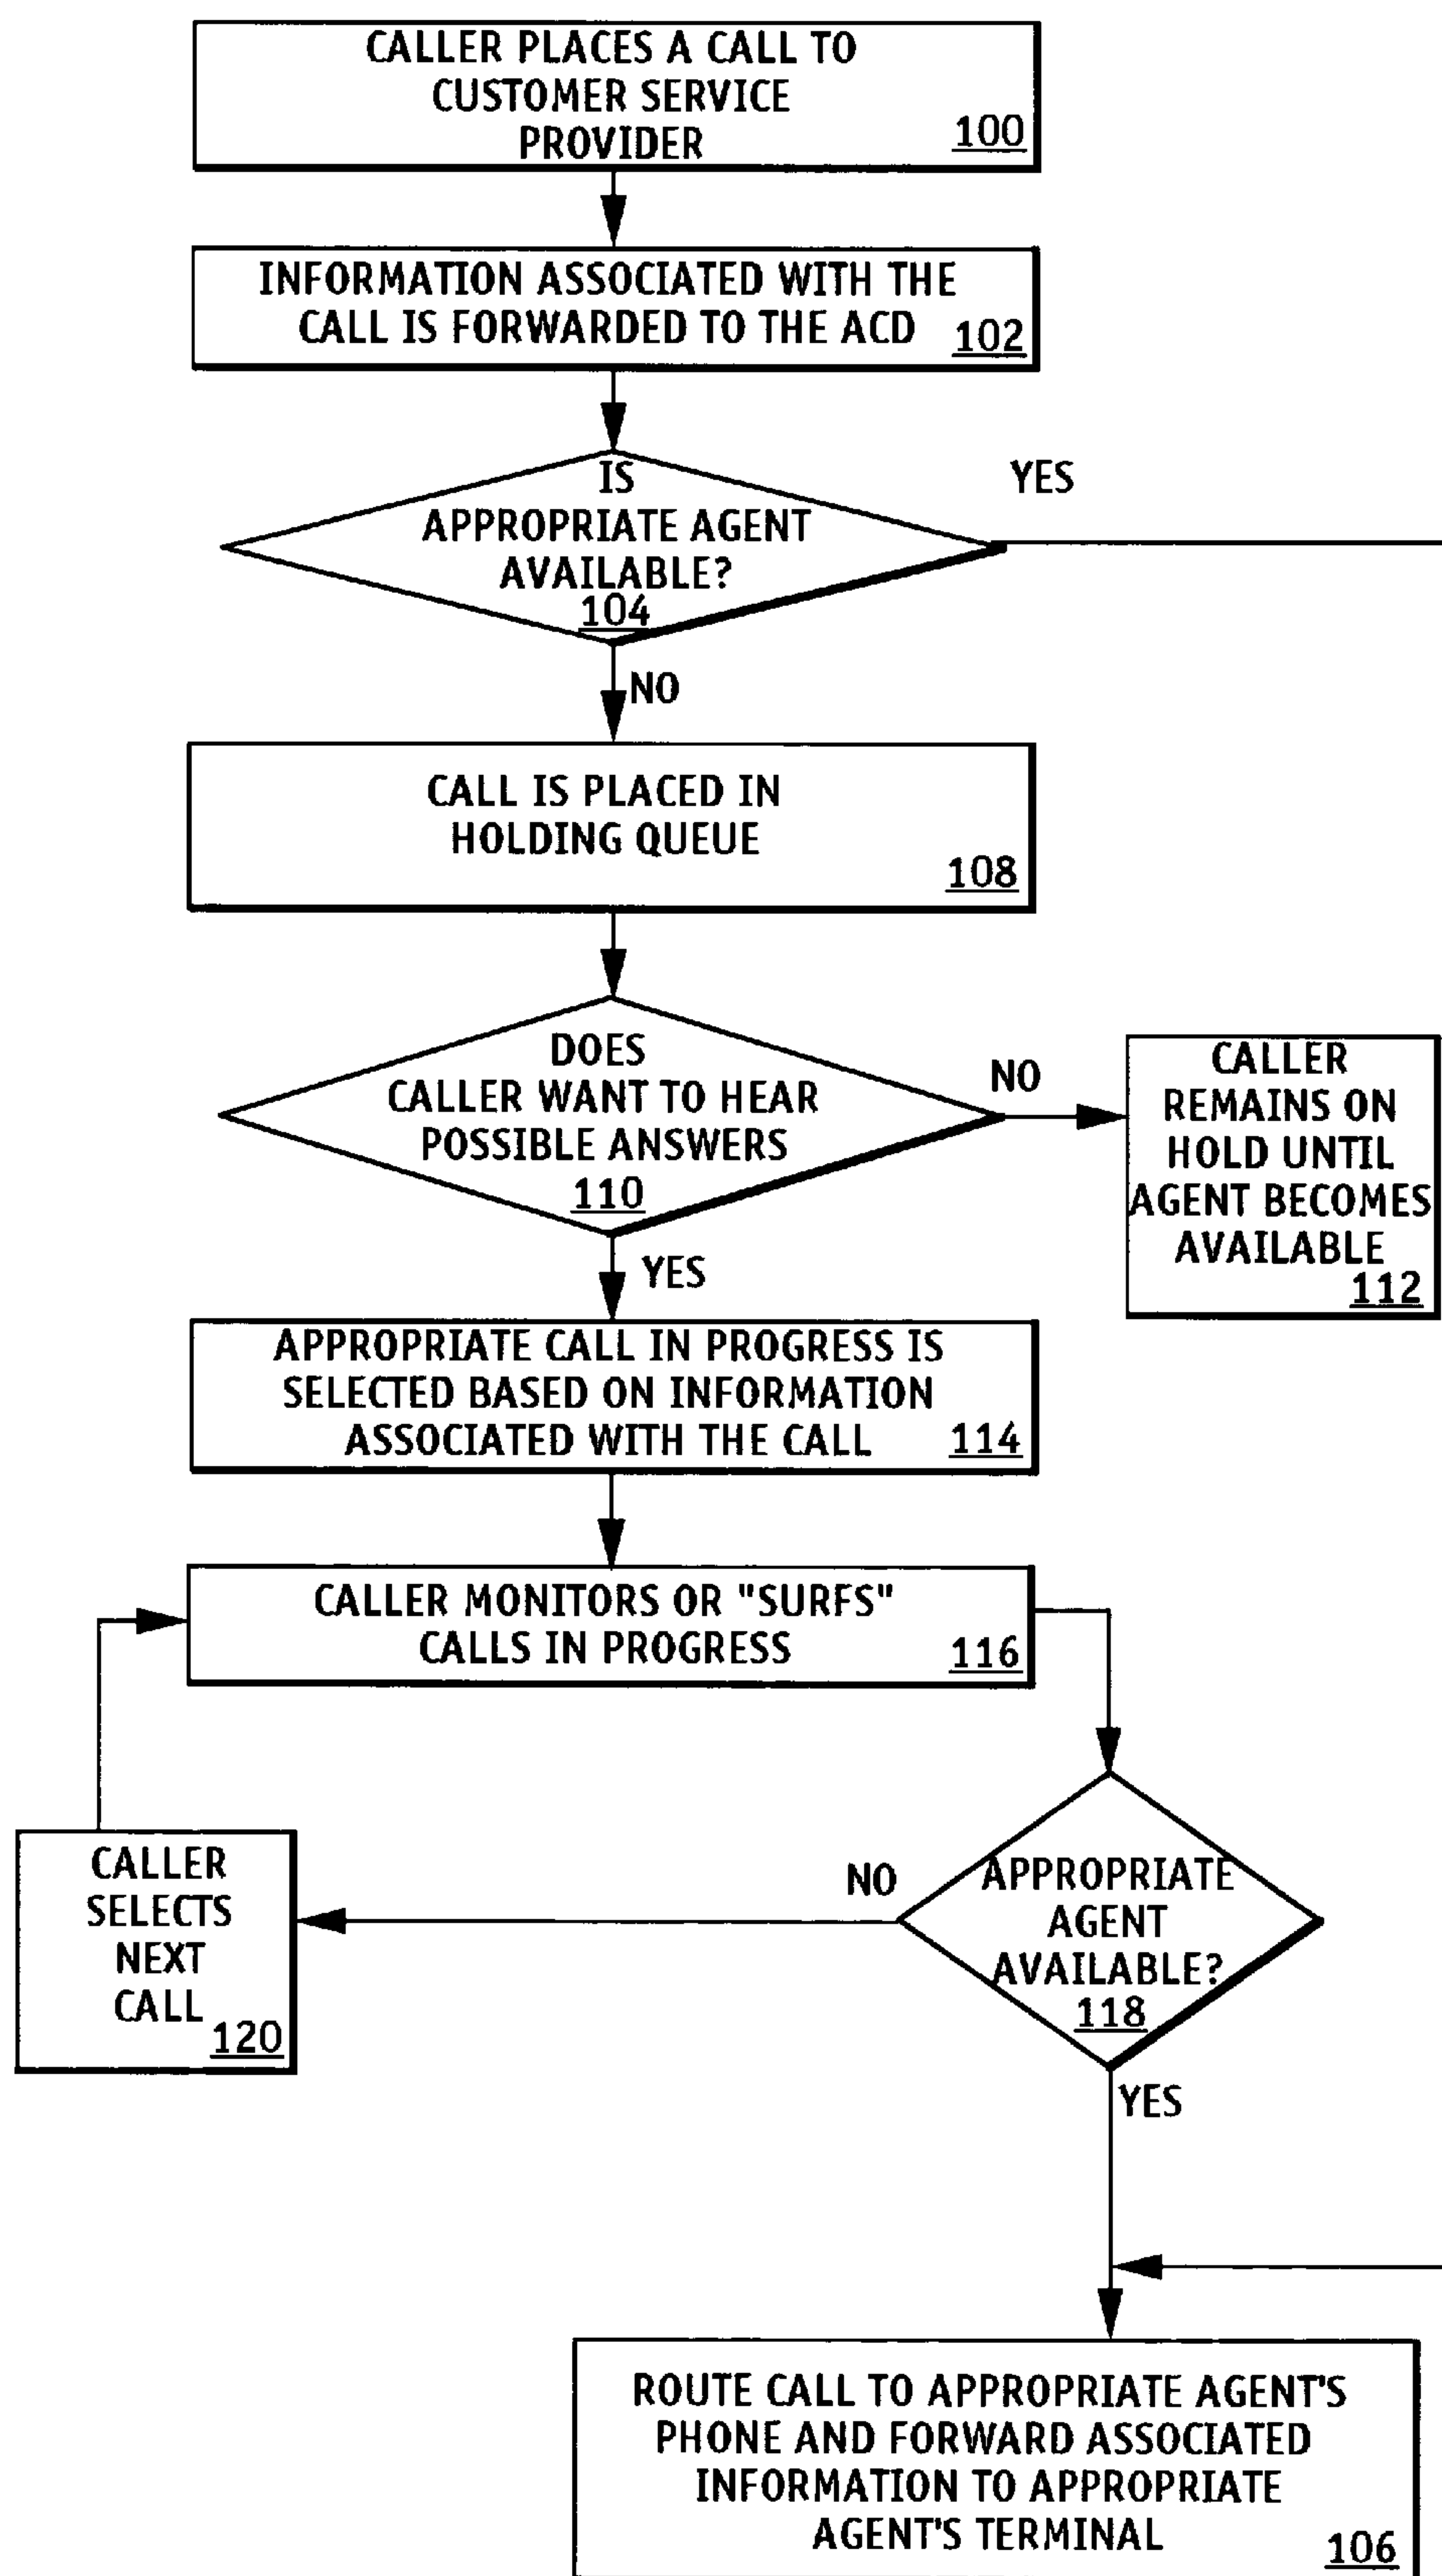 CALLER PLACES A CALL TO
CUSTOMER SERVICE
PROVIDER
100
INFORMATION ASSOCIATED WITH THE
CALL IS FORWARDED TO THE ACD
102
IS
APPROPRIATE AGENT
AVAILABLE?
104
YES
NO
CALL IS PLACED IN
HOLDING QUEUE
108
DOES
CALLER WANT TO HEAR
POSSIBLE ANSWERS
110
NO
CALLER
REMAINS ON
HOLD UNTIL
AGENT BECOMES
AVAILABLE
112
YES
APPROPRIATE CALL IN PROGRESS IS
SELECTED BASED ON INFORMATION
ASSOCIATED WITH THE CALL
114
CALLER MONITORS OR "SURFS"
CALLS IN PROGRESS
116
APPROPRIATE
AGENT
AVAILABLE?
118
NO
CALLER
SELECTS
NEXT
CALL
120
YES
ROUTE CALL TO APPROPRIATE AGENT'S
PHONE AND FORWARD ASSOCIATED
INFORMATION TO APPROPRIATE
AGENT'S TERMINAL
106